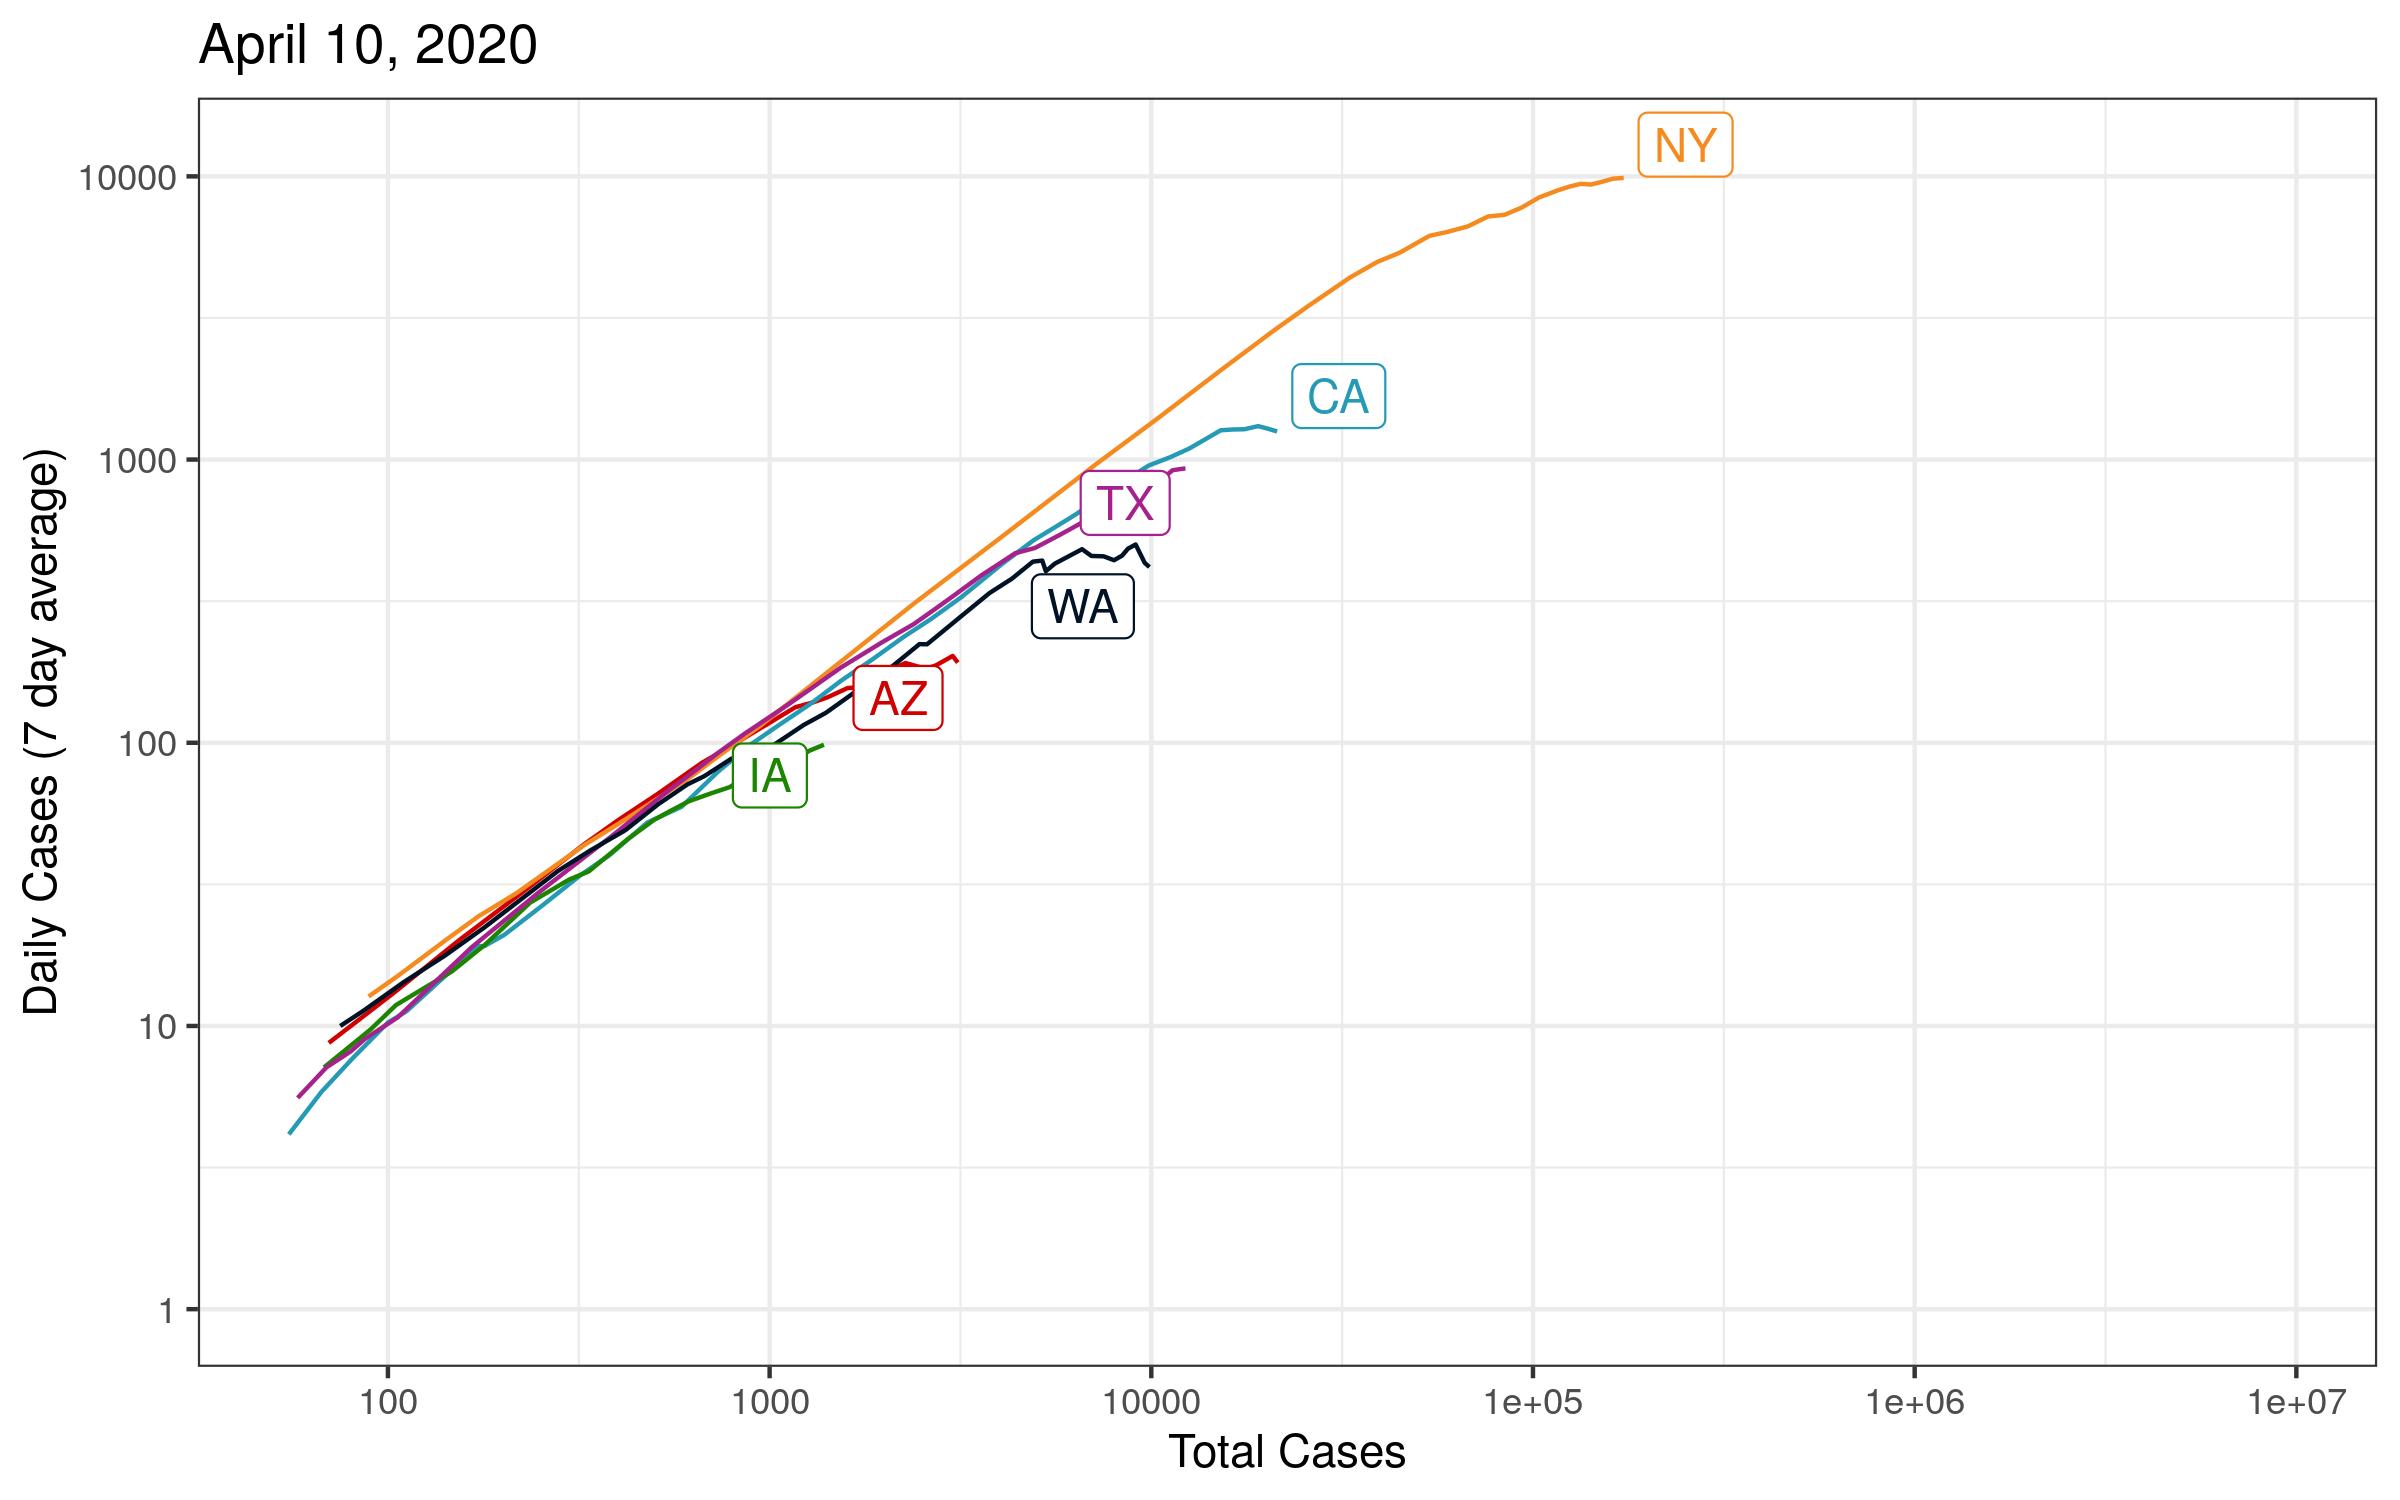 April 10, 2020
Daily Cases (7 day average)
10000
1000
100
10
1
NY
CA
TX
WA
AZ
IA
100 1000 10000 1e+05 1e+06 1e+07
Total Cases